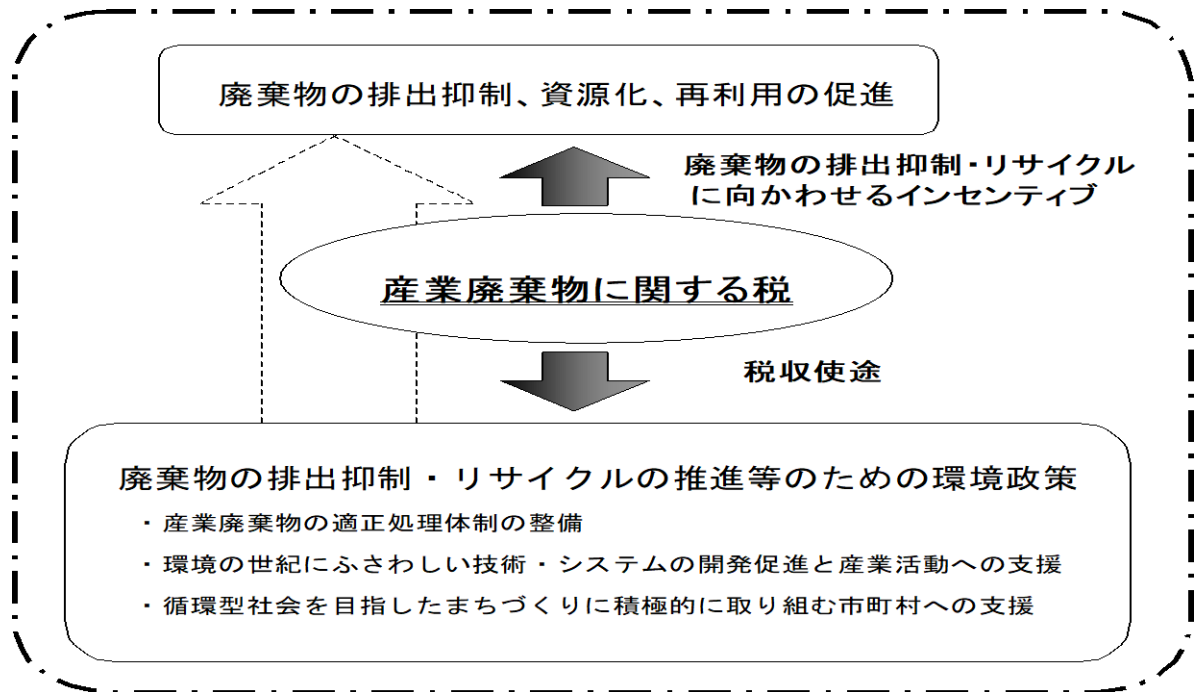 廃棄物の排出抑制、資源化、再利用の促進
廃棄物の排出抑制・リサイクル
に向かわせるインセンティブ
産業廃棄物に関する税
税収使途
廃棄物の排出抑制・リサイクルの推進等のための環境政策
・産業廃棄物の適正処理体制の整備
・環境の世紀にふさわしい技術・システムの開発促進と産業活動への支援
・循環型社会を目指したまちづくりに積極的に取り組む市町村への支援